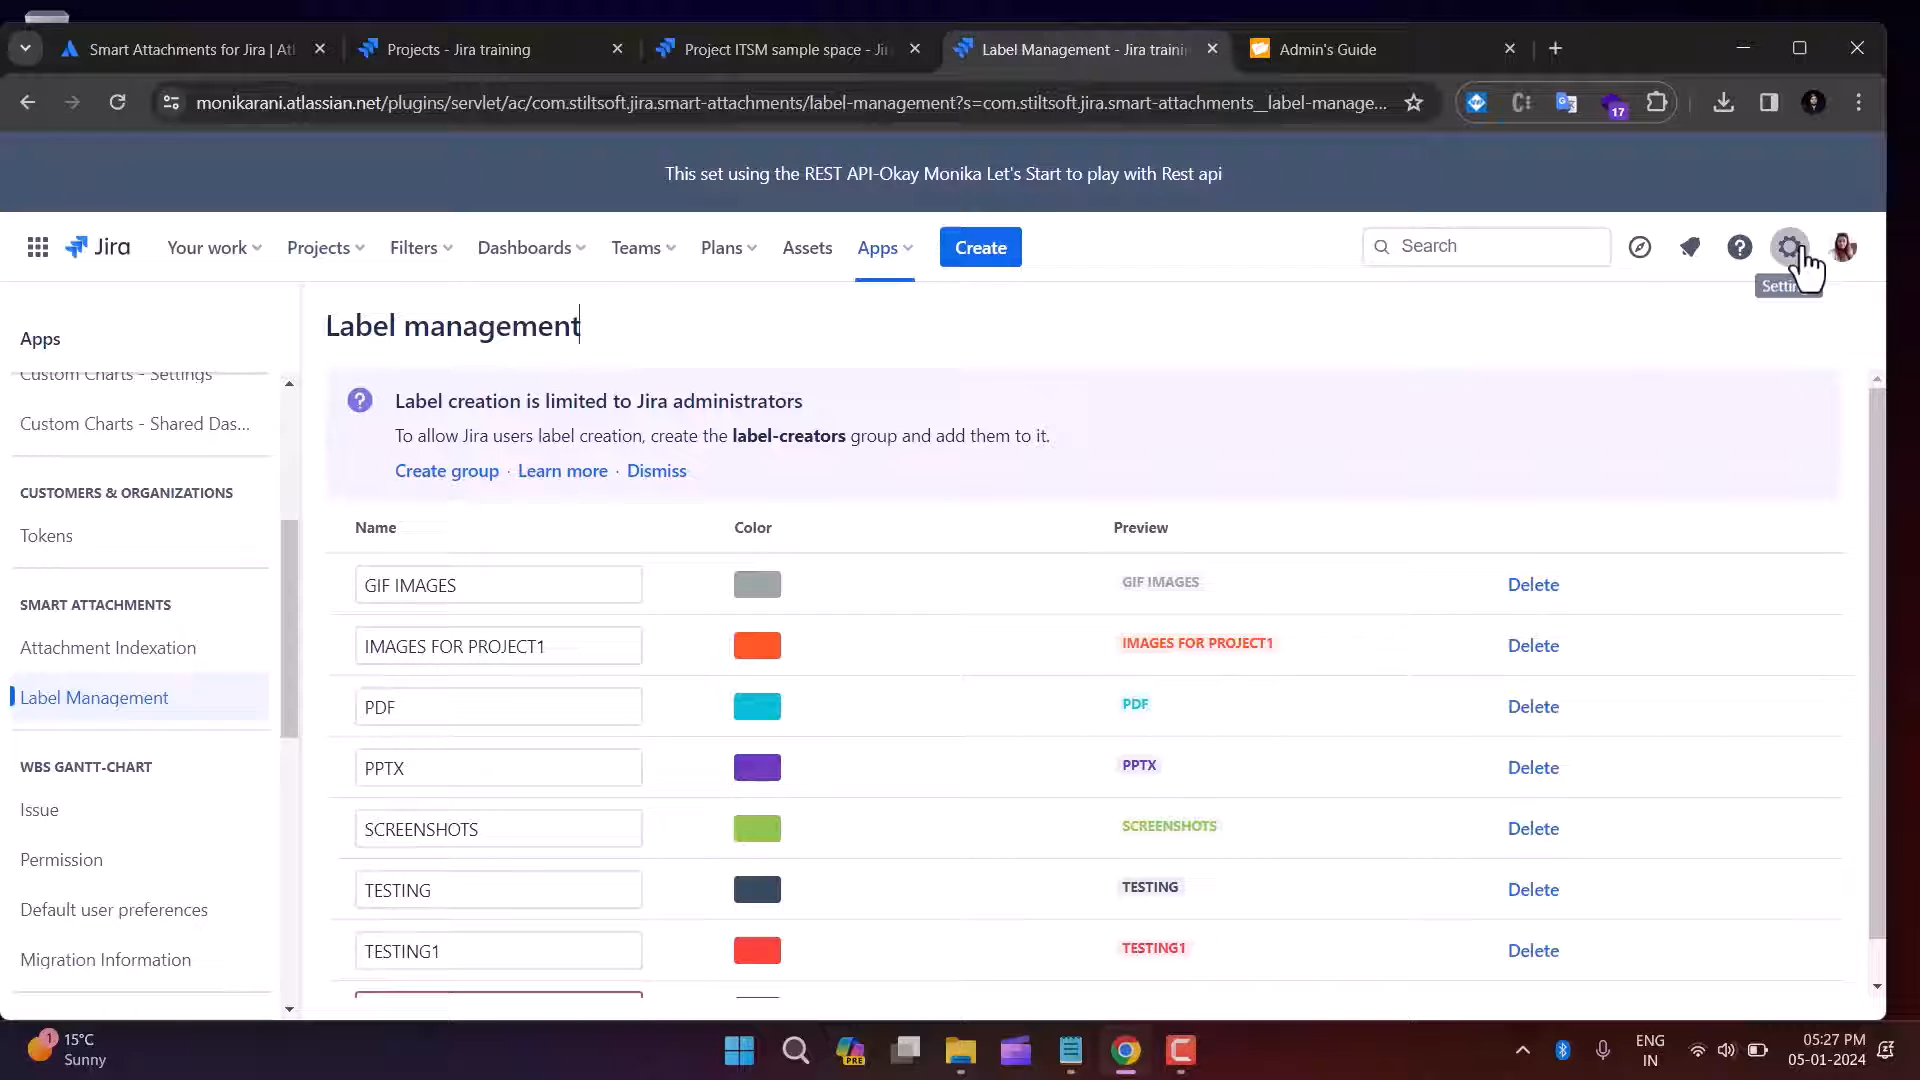 Smart Attachments for Jira | Atl
Projects - Jira training
Project ITSM sample space - Ji
Label Management - Jira traini
Admin's Guide
monikarani.atlassian.net/plugins/servlet/ac/com.stiltsoft.jira.smart-attachments/label-management?s=com.stiltsoft.jira.smart-attachments__label-manage...
17
This set using the REST API-Okay Monika Let's Start to play with Rest api
Jira
Your work
Projects
Filters
Dashboards
Teams
Plans
Assets
Apps
Create
Search
Apps
Custom Charts - Settings
Custom Charts - Shared Das...
CUSTOMERS & ORGANIZATIONS
Tokens
SMART ATTACHMENTS
Attachment Indexation
Label Management
WBS GANTT-CHART
Issue
Permission
Default user preferences
Migration Information
Label management
Label creation is limited to Jira administrators
To allow Jira users label creation, create the label-creators group and add them to it.
Create group · Learn more · Dismiss
Name Color Preview
GIF IMAGES GIF IMAGES Delete
IMAGES FOR PROJECT1 IMAGES FOR PROJECT1 Delete
PDF PDF Delete
PPTX PPTX Delete
SCREENSHOTS SCREENSHOTS Delete
TESTING TESTING Delete
TESTING1 TESTING1 Delete
1
15°C
Sunny
PRE
ENG
IN
05:27 PM
05-01-2024